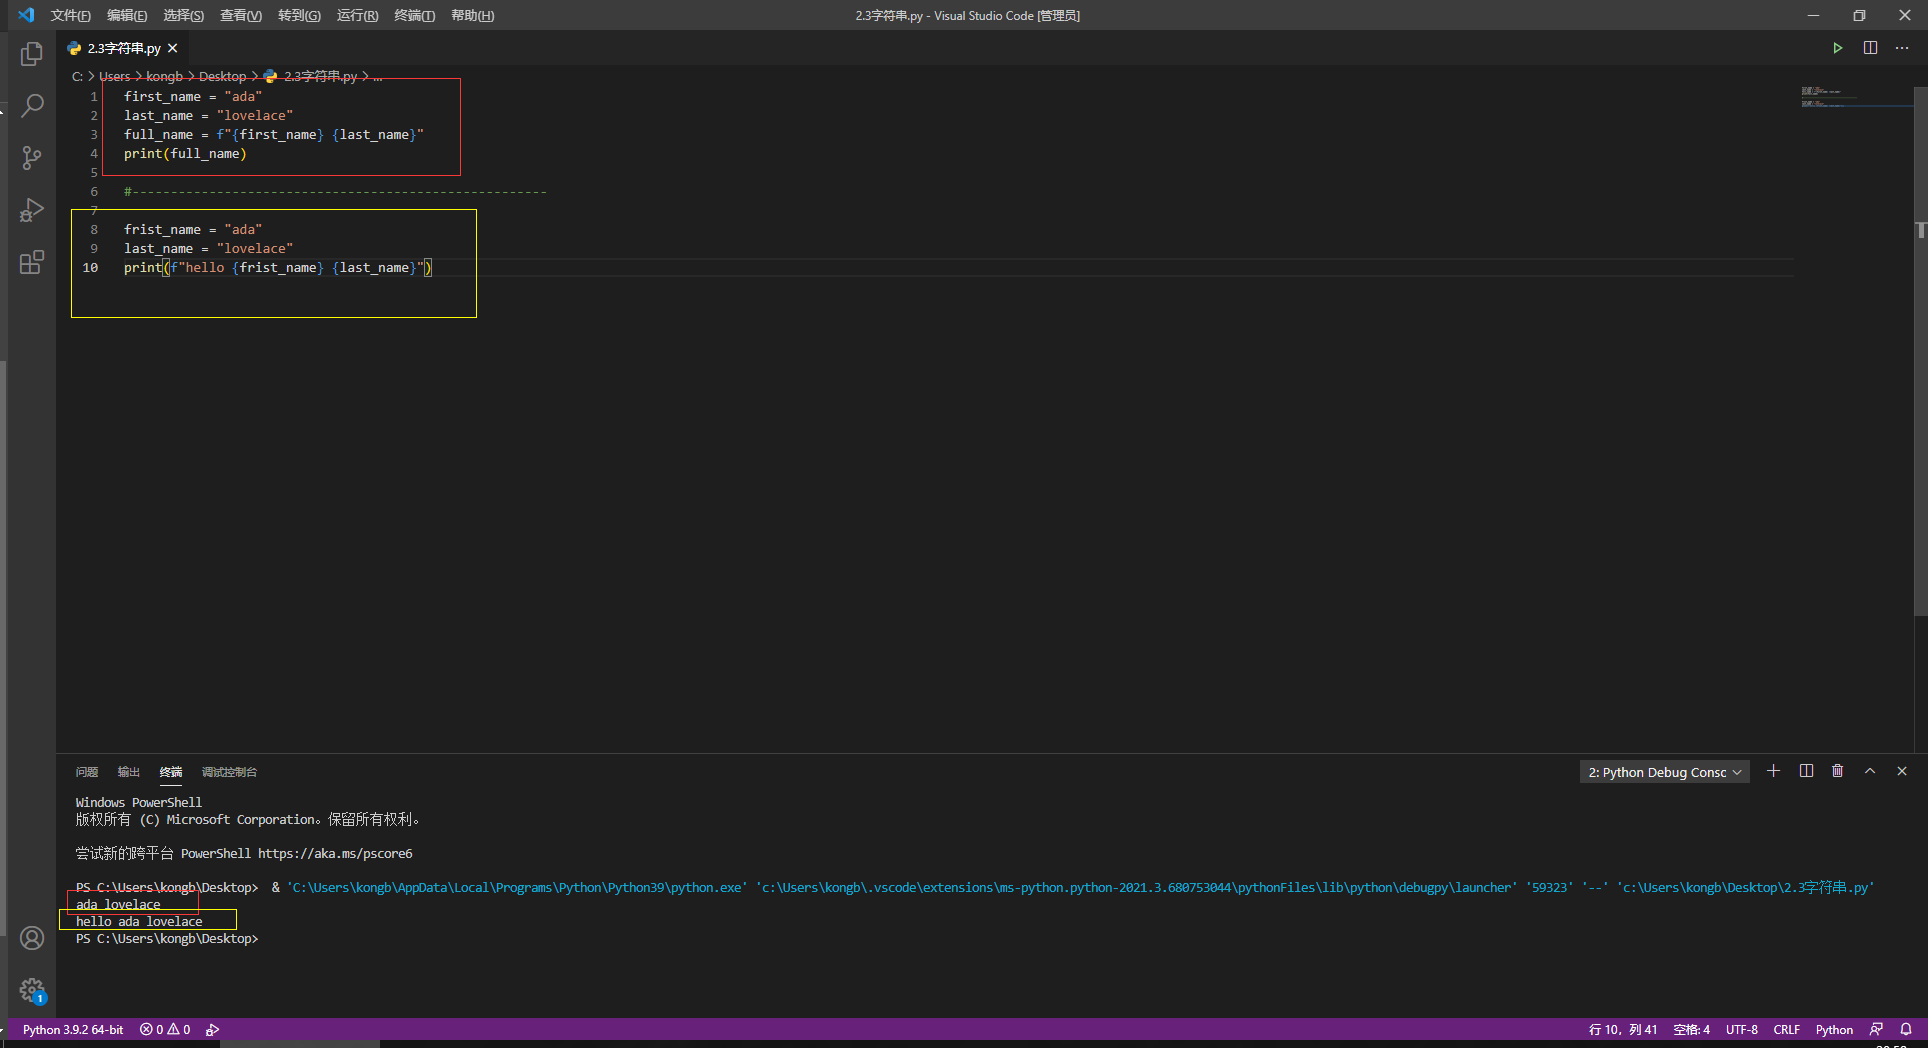 文件(F) 编辑(E) 选择(S) 查看(V) 转到(G) 运行(R) 终端(T) 帮助(H) 2.3字符串.py - Visual Studio Code [管理员]
2.3字符串.py
C: > Users > kongb > Desktop > 2.3字符串.py > ...
1 first_name = "ada"
2 last_name = "lovelace"
3 full_name = f"{first_name} {last_name}"
4 print(full_name)
5
6 #------------------------------------------------------
7
8 frist_name = "ada"
9 last_name = "lovelace"
10 print(f"hello {frist_name} {last_name}")
问题 输出 终端 调试控制台 2: Python Debug Consc
Windows PowerShell
版权所有 (C) Microsoft Corporation。保留所有权利。
尝试新的跨平台 PowerShell https://aka.ms/pscore6
PS C:\Users\kongb\Desktop> & 'C:\Users\kongb\AppData\Local\Programs\Python\Python39\python.exe' 'c:\Users\kongb\.vscode\extensions\ms-python.python-2021.3.680753044\pythonFiles\lib\python\debugpy\launcher' '59323' '--' 'c:\Users\kongb\Desktop\2.3字符串.py'
ada lovelace
hello ada lovelace
PS C:\Users\kongb\Desktop>
1
Python 3.9.2 64-bit 0 0 行 10，列 41 空格: 4 UTF-8 CRLF Python